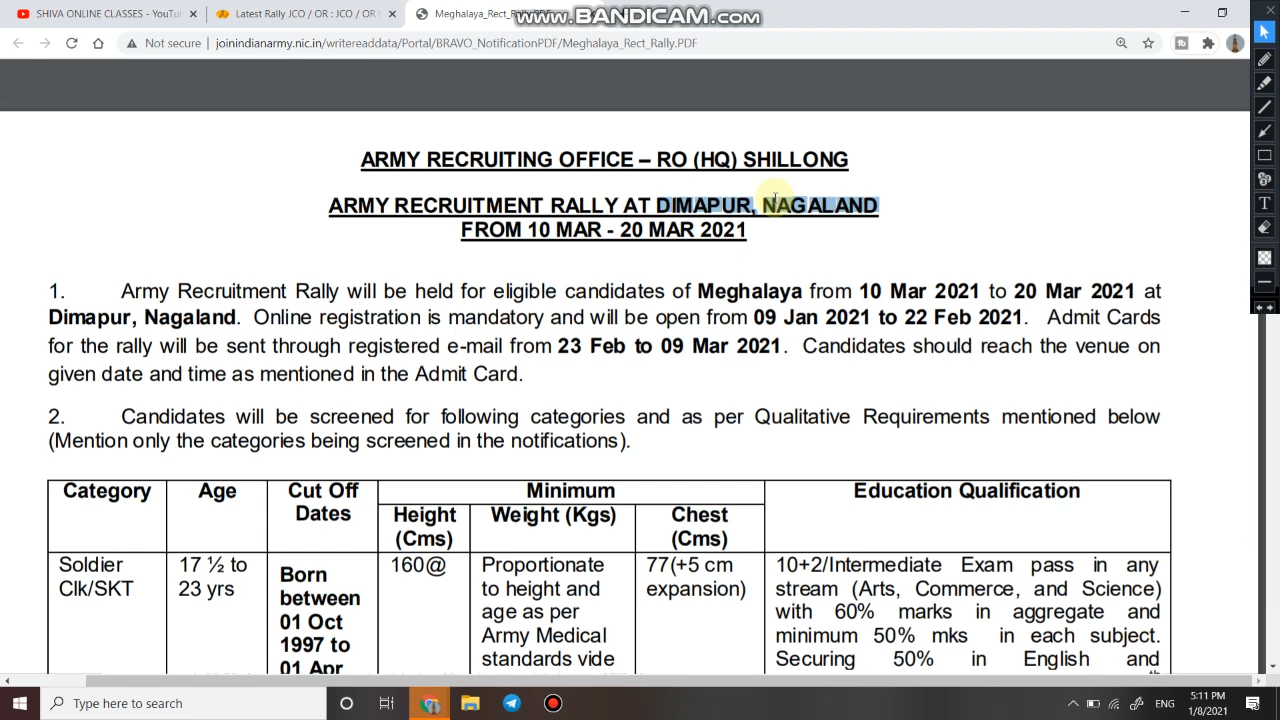 SHIVA ONLINE CLASSES - YouTu
Latest Rally JCO / OR : JCO / OR E
Meghalaya_Rect_Rally.PDF
www.BANDICAM.com
Not secure
joinindianarmy.nic.in/writereaddata/Portal/BRAVO_NotificationPDF/Meghalaya_Rect_Rally.PDF
ARMY RECRUITING OFFICE – RO (HQ) SHILLONG
ARMY RECRUITMENT RALLY AT DIMAPUR, NAGALAND
FROM 10 MAR - 20 MAR 2021
1. Army Recruitment Rally will be held for eligible candidates of Meghalaya from 10 Mar 2021 to 20 Mar 2021 at
Dimapur, Nagaland. Online registration is mandatory and will be open from 09 Jan 2021 to 22 Feb 2021. Admit Cards
for the rally will be sent through registered e-mail from 23 Feb to 09 Mar 2021. Candidates should reach the venue on
given date and time as mentioned in the Admit Card.
2. Candidates will be screened for following categories and as per Qualitative Requirements mentioned below
(Mention only the categories being screened in the notifications).
Category Age Cut Off Dates Minimum Education Qualification
Height (Cms) Weight (Kgs) Chest (Cms)
Soldier 17 ½ to 160@ Proportionate 77(+5 cm 10+2/Intermediate Exam pass in any
Clk/SKT 23 yrs Born to height and expansion) stream (Arts, Commerce, and Science)
between age as per with 60% marks in aggregate and
01 Oct Army Medical minimum 50% mks in each subject.
1997 to standards vide Securing 50% in English and
01 Apr
Type here to search
ENG
5:11 PM
1/8/2021